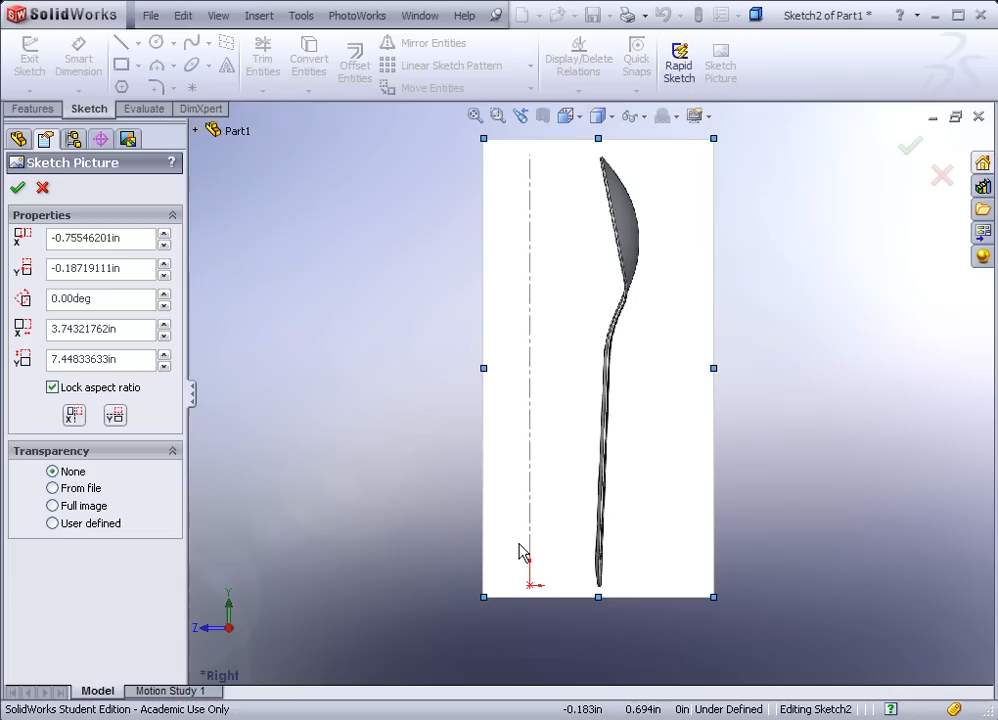 SolidWorks File Edit View Insert Tools PhotoWorks Window Help Sketch2 of Part1 * ?
Exit Sketch
Smart Dimension
Trim Entities
Convert Entities
Offset Entities
Mirror Entities
Linear Sketch Pattern
Move Entities
Display/Delete Relations
Quick Snaps
Rapid Sketch
Sketch Picture
Features Sketch Evaluate DimXpert
+ Part1
Sketch Picture ?
Properties
X -0.75546201in
Y -0.18719111in
0.00deg
X 3.74321762in
Y 7.44833633in
Lock aspect ratio
Transparency
None
From file
Full image
User defined
Y
Z
*Right
Model Motion Study 1
SolidWorks Student Edition - Academic Use Only -0.183in 0.694in 0in Under Defined Editing Sketch2 ?